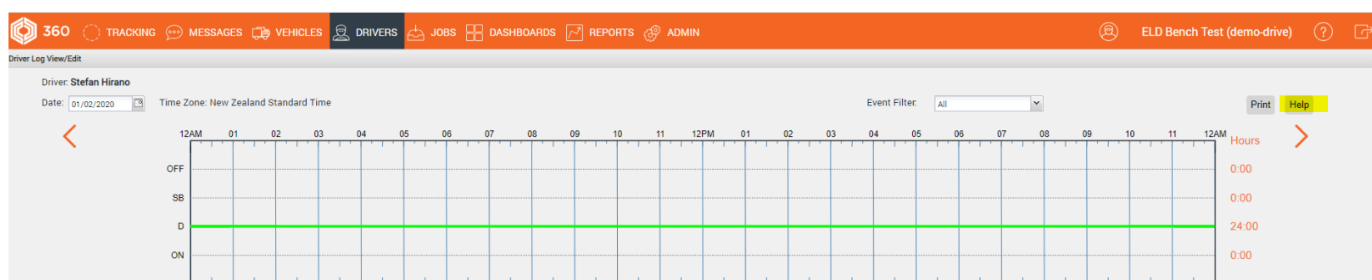 360 TRACKING MESSAGES VEHICLES DRIVERS JOBS DASHBOARDS REPORTS ADMIN ELD Bench Test (demo-drive) ?
Driver Log View/Edit
Driver: Stefan Hirano
Date: 01/02/2020 Time Zone: New Zealand Standard Time Event Filter: All Print Help
12AM 01 02 03 04 05 06 07 08 09 10 11 12PM 01 02 03 04 05 06 07 08 09 10 11 12AM Hours
OFF 0:00
SB 0:00
D 24:00
ON 0:00